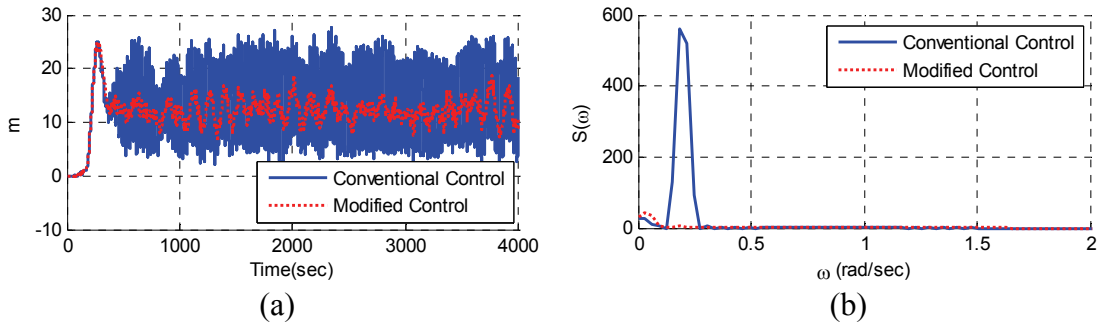 30
20
10
0
-10
m
0
1000
2000
3000
4000
Time(sec)
Conventional Control
Modified Control
(a)
600
400
200
0
S(ω)
0
0.5
1
1.5
2
ω (rad/sec)
Conventional Control
Modified Control
(b)